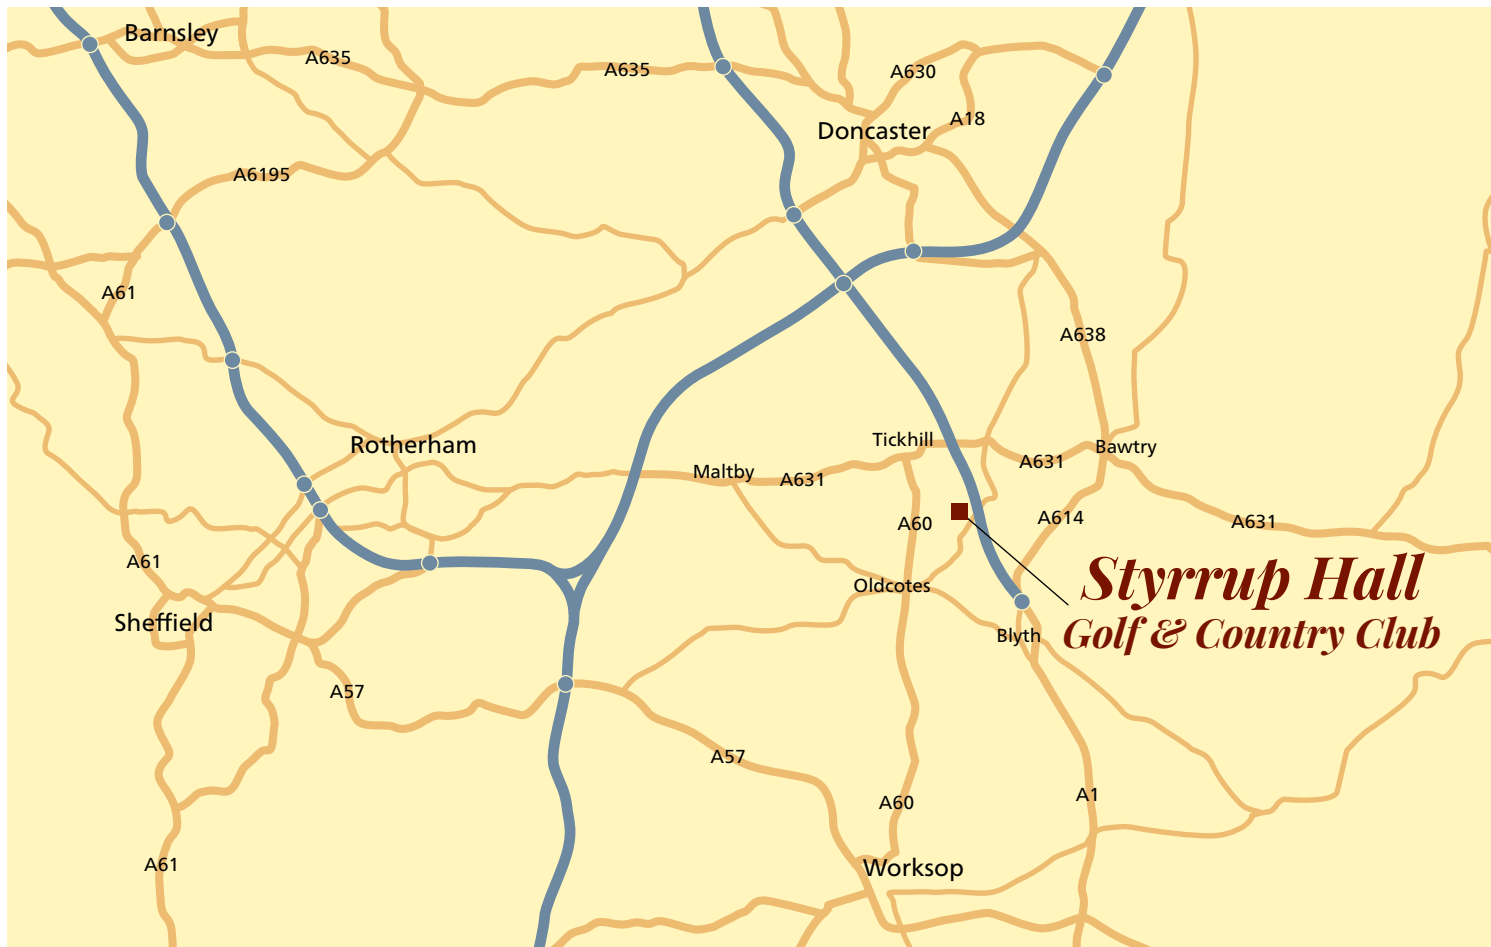 Barnsley
A635
A635
A630
A18
Doncaster
A6195
A61
A638
Tickhill
Rotherham
Bawtry
A631
Maltby
A631
A60
A614
A631
A61
Styrrup Hall
Oldcotes
Sheffield
Blyth
Golf & Country Club
A57
A57
A1
A60
A61
Worksop